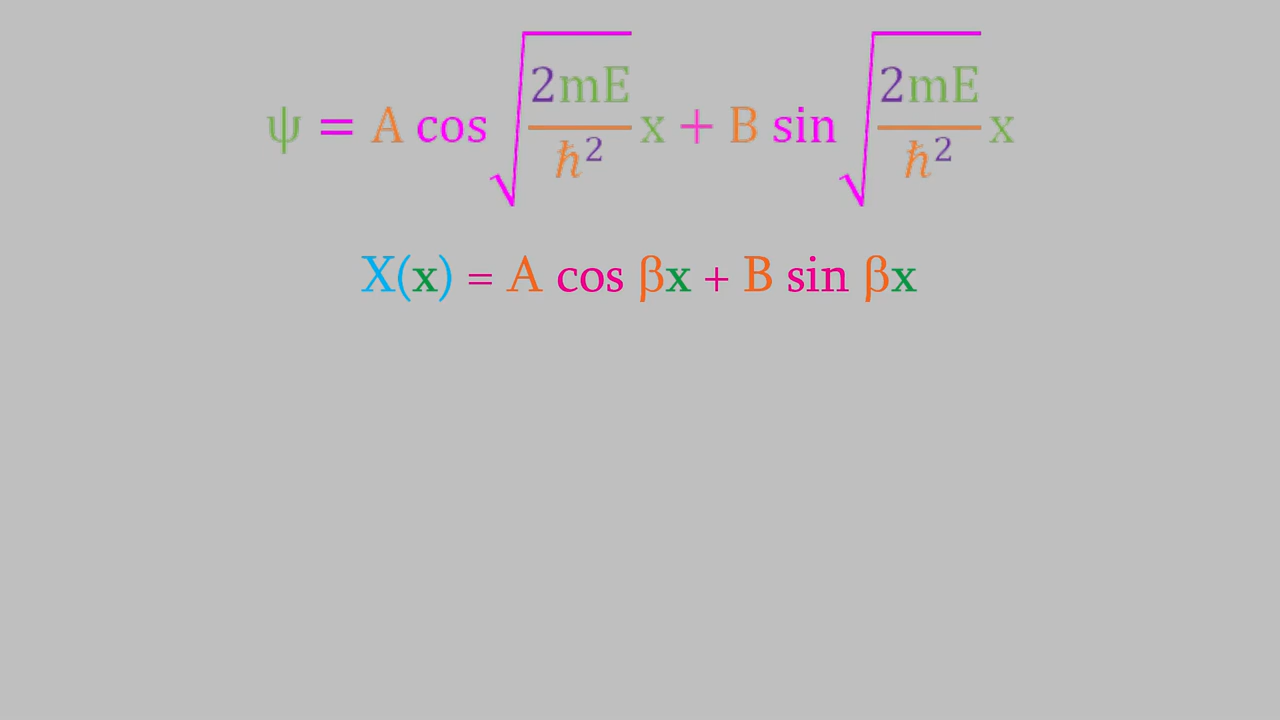 ψ = A cos √(2mE/ħ²) x + B sin √(2mE/ħ²) x
X(x) = A cos βx + B sin βx